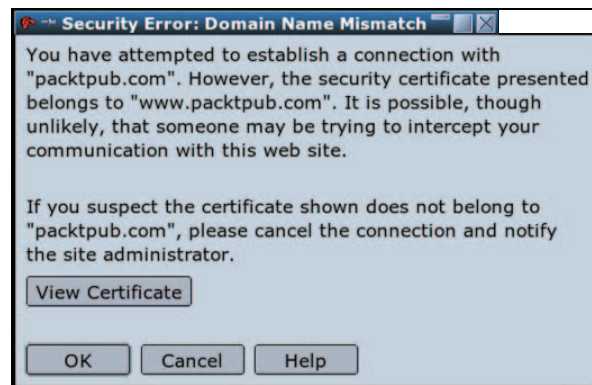 Security Error: Domain Name Mismatch
You have attempted to establish a connection with
"packtpub.com". However, the security certificate presented
belongs to "www.packtpub.com". It is possible, though
unlikely, that someone may be trying to intercept your
communication with this web site.
If you suspect the certificate shown does not belong to
"packtpub.com", please cancel the connection and notify
the site administrator.
View Certificate
OK Cancel Help